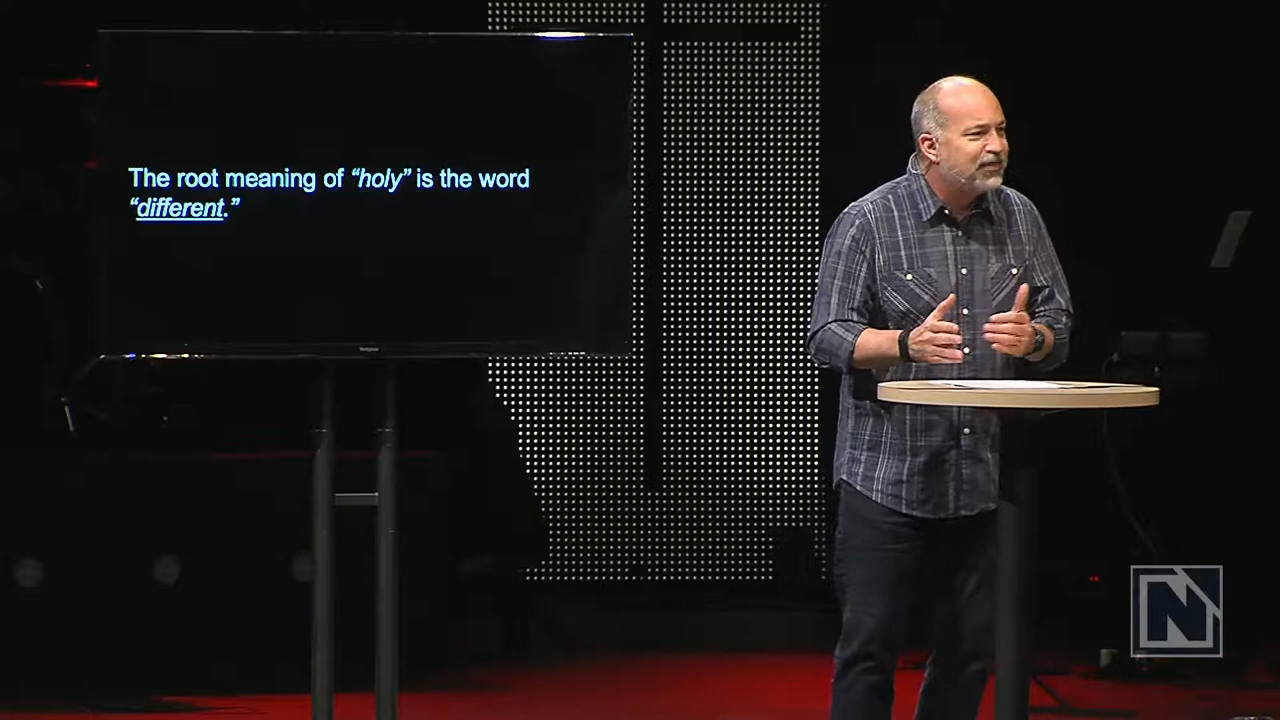 The root meaning of “holy” is the word
“different.”
N